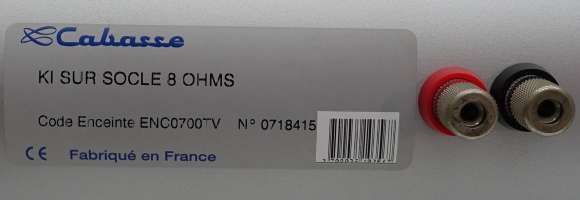 Cabasse
KI SUR SOCLE 8 OHMS
Code Enceinte ENC0700TV N° 0718415
CE Fabriqué en France